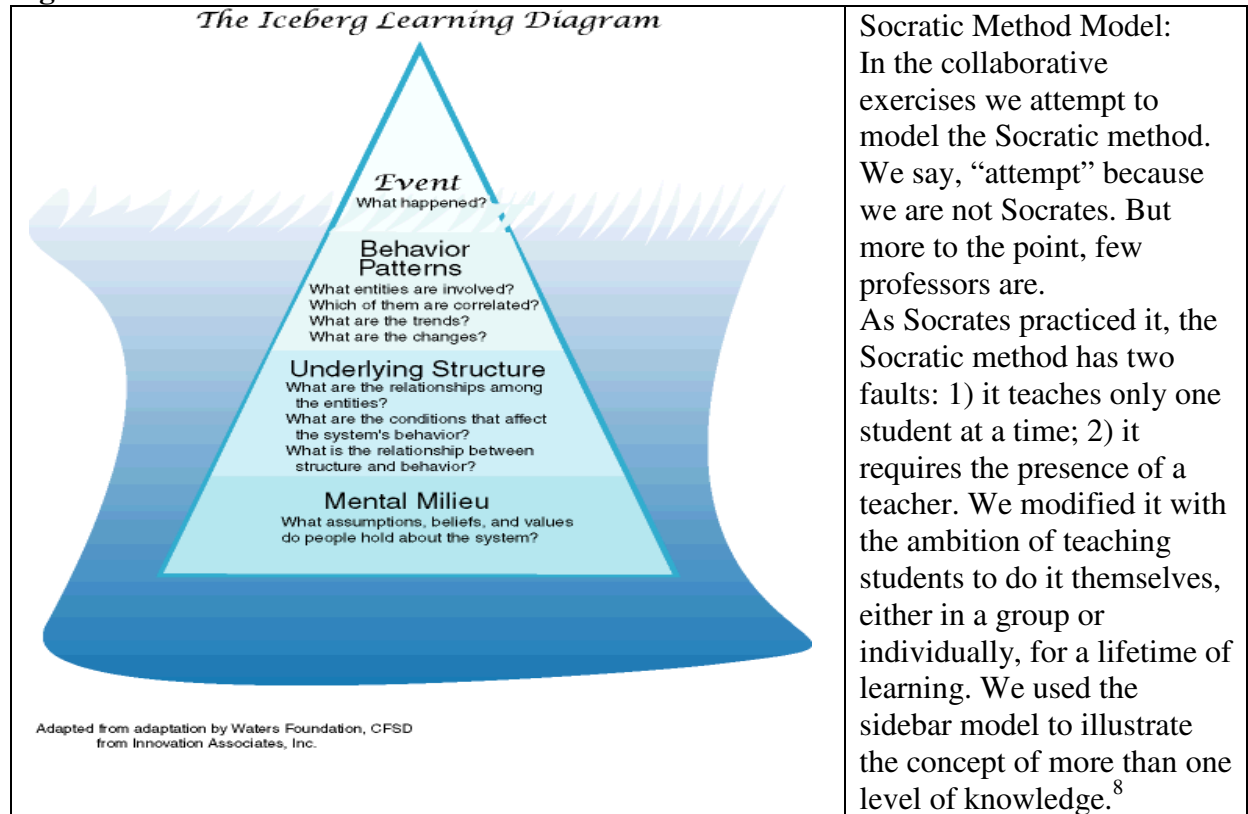 The Iceberg Learning Diagram
Event
What happened?
Behavior
Patterns
What entities are involved?
Which of them are correlated?
What are the trends?
What are the changes?
Underlying Structure
What are the relationships among
the entities?
What are the conditions that affect
the system's behavior?
What is the relationship between
structure and behavior?
Mental Milieu
What assumptions, beliefs, and values
do people hold about the system?
Adapted from adaptation by Waters Foundation, CFSD
from Innovation Associates, Inc.
Socratic Method Model:
In the collaborative
exercises we attempt to
model the Socratic method.
We say, “attempt” because
we are not Socrates. But
more to the point, few
professors are.
As Socrates practiced it, the
Socratic method has two
faults: 1) it teaches only one
student at a time; 2) it
requires the presence of a
teacher. We modified it with
the ambition of teaching
students to do it themselves,
either in a group or
individually, for a lifetime of
learning. We used the
sidebar model to illustrate
the concept of more than one
level of knowledge.8